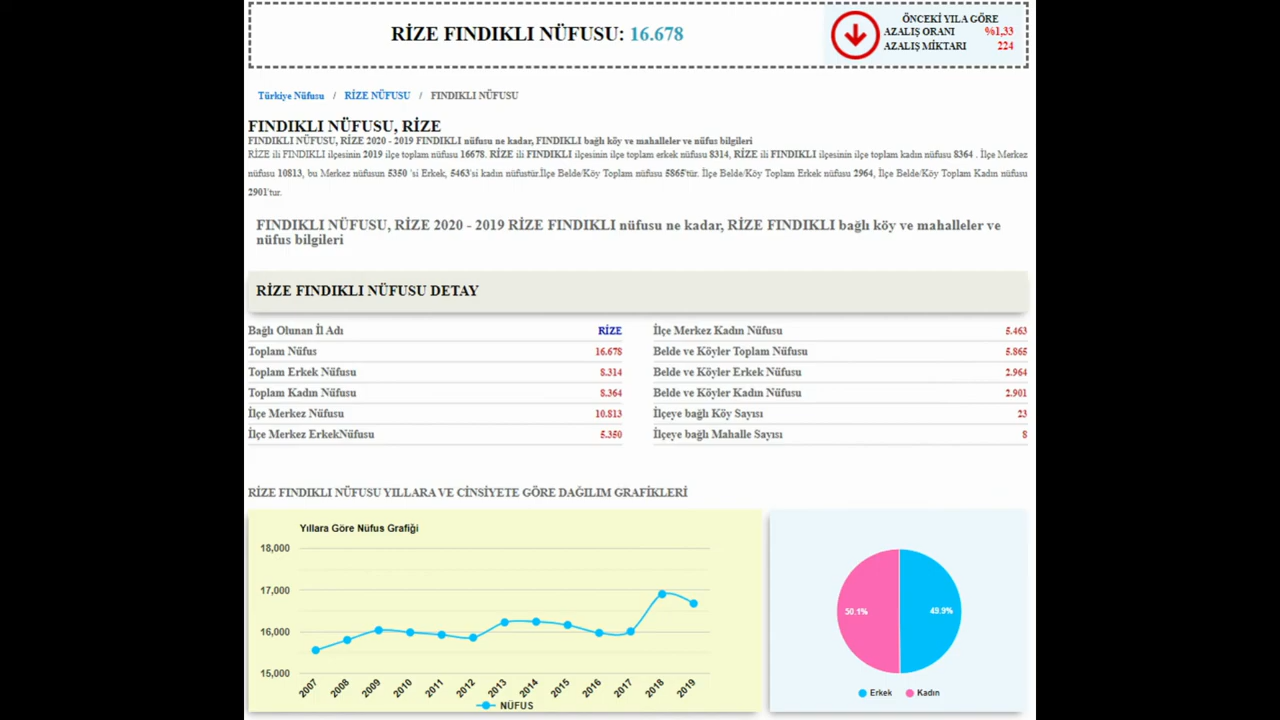 RİZE FINDIKLI NÜFUSU: 16.678
ÖNCEKİ YILA GÖRE
AZALIŞ ORANI %1,33
AZALIŞ MİKTARI 224
Türkiye Nüfusu / RİZE NÜFUSU / FINDIKLI NÜFUSU
FINDIKLI NÜFUSU, RİZE
FINDIKLI NÜFUSU, RİZE 2020 - 2019 FINDIKLI nüfusu ne kadar, FINDIKLI bağlı köy ve mahalleler ve nüfus bilgileri
RİZE ili FINDIKLI ilçesinin 2019 ilçe toplam nüfusu 16678. RİZE ili FINDIKLI ilçesinin ilçe toplam erkek nüfusu 8314, RİZE ili FINDIKLI ilçesinin ilçe toplam kadın nüfusu 8364 . İlçe Merkez
nüfusu 10813, bu Merkez nüfusun 5350 'si Erkek, 5463'si kadın nüfustür.İlçe Belde/Köy Toplam nüfusu 5865'tür. İlçe Belde/Köy Toplam Erkek nüfusu 2964, İlçe Belde/Köy Toplam Kadın nüfusu
2901'tur.
FINDIKLI NÜFUSU, RİZE 2020 - 2019 RİZE FINDIKLI nüfusu ne kadar, RİZE FINDIKLI bağlı köy ve mahalleler ve
nüfus bilgileri
RİZE FINDIKLI NÜFUSU DETAY
Bağlı Olunan İl Adı RİZE
Toplam Nüfus 16.678
Toplam Erkek Nüfusu 8.314
Toplam Kadın Nüfusu 8.364
İlçe Merkez Nüfusu 10.813
İlçe Merkez ErkekNüfusu 5.350
İlçe Merkez Kadın Nüfusu 5.463
Belde ve Köyler Toplam Nüfusu 5.865
Belde ve Köyler Erkek Nüfusu 2.964
Belde ve Köyler Kadın Nüfusu 2.901
İlçeye bağlı Köy Sayısı 23
İlçeye bağlı Mahalle Sayısı 8
RİZE FINDIKLI NÜFUSU YILLARA VE CİNSİYETE GÖRE DAĞILIM GRAFİKLERİ
Yıllara Göre Nüfus Grafiği
18,000
17,000
16,000
15,000
2007 2008 2009 2010 2011 2012 2013 2014 2015 2016 2017 2018 2019
NÜFUS
50.1% 49.9%
Erkek Kadın